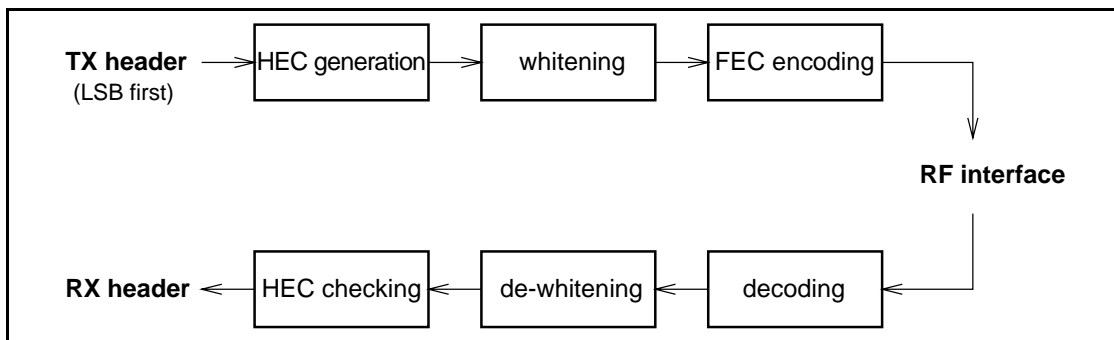 TX header
(LSB first)
HEC generation
whitening
FEC encoding
RF interface
RX header
HEC checking
de-whitening
decoding